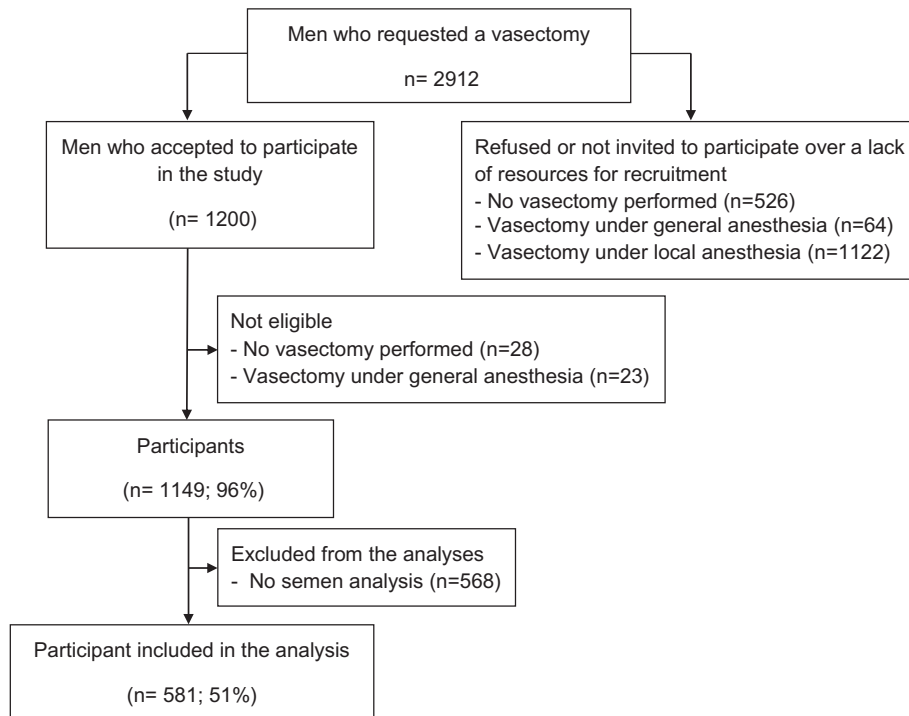 Men who requested a vasectomy
n= 2912
Men who accepted to participate
in the study
(n= 1200)
Refused or not invited to participate over a lack
of resources for recruitment
- No vasectomy performed (n=526)
- Vasectomy under general anesthesia (n=64)
- Vasectomy under local anesthesia (n=1122)
Not eligible
- No vasectomy performed (n=28)
- Vasectomy under general anesthesia (n=23)
Participants
(n= 1149; 96%)
Excluded from the analyses
- No semen analysis (n=568)
Participant included in the analysis
(n= 581; 51%)